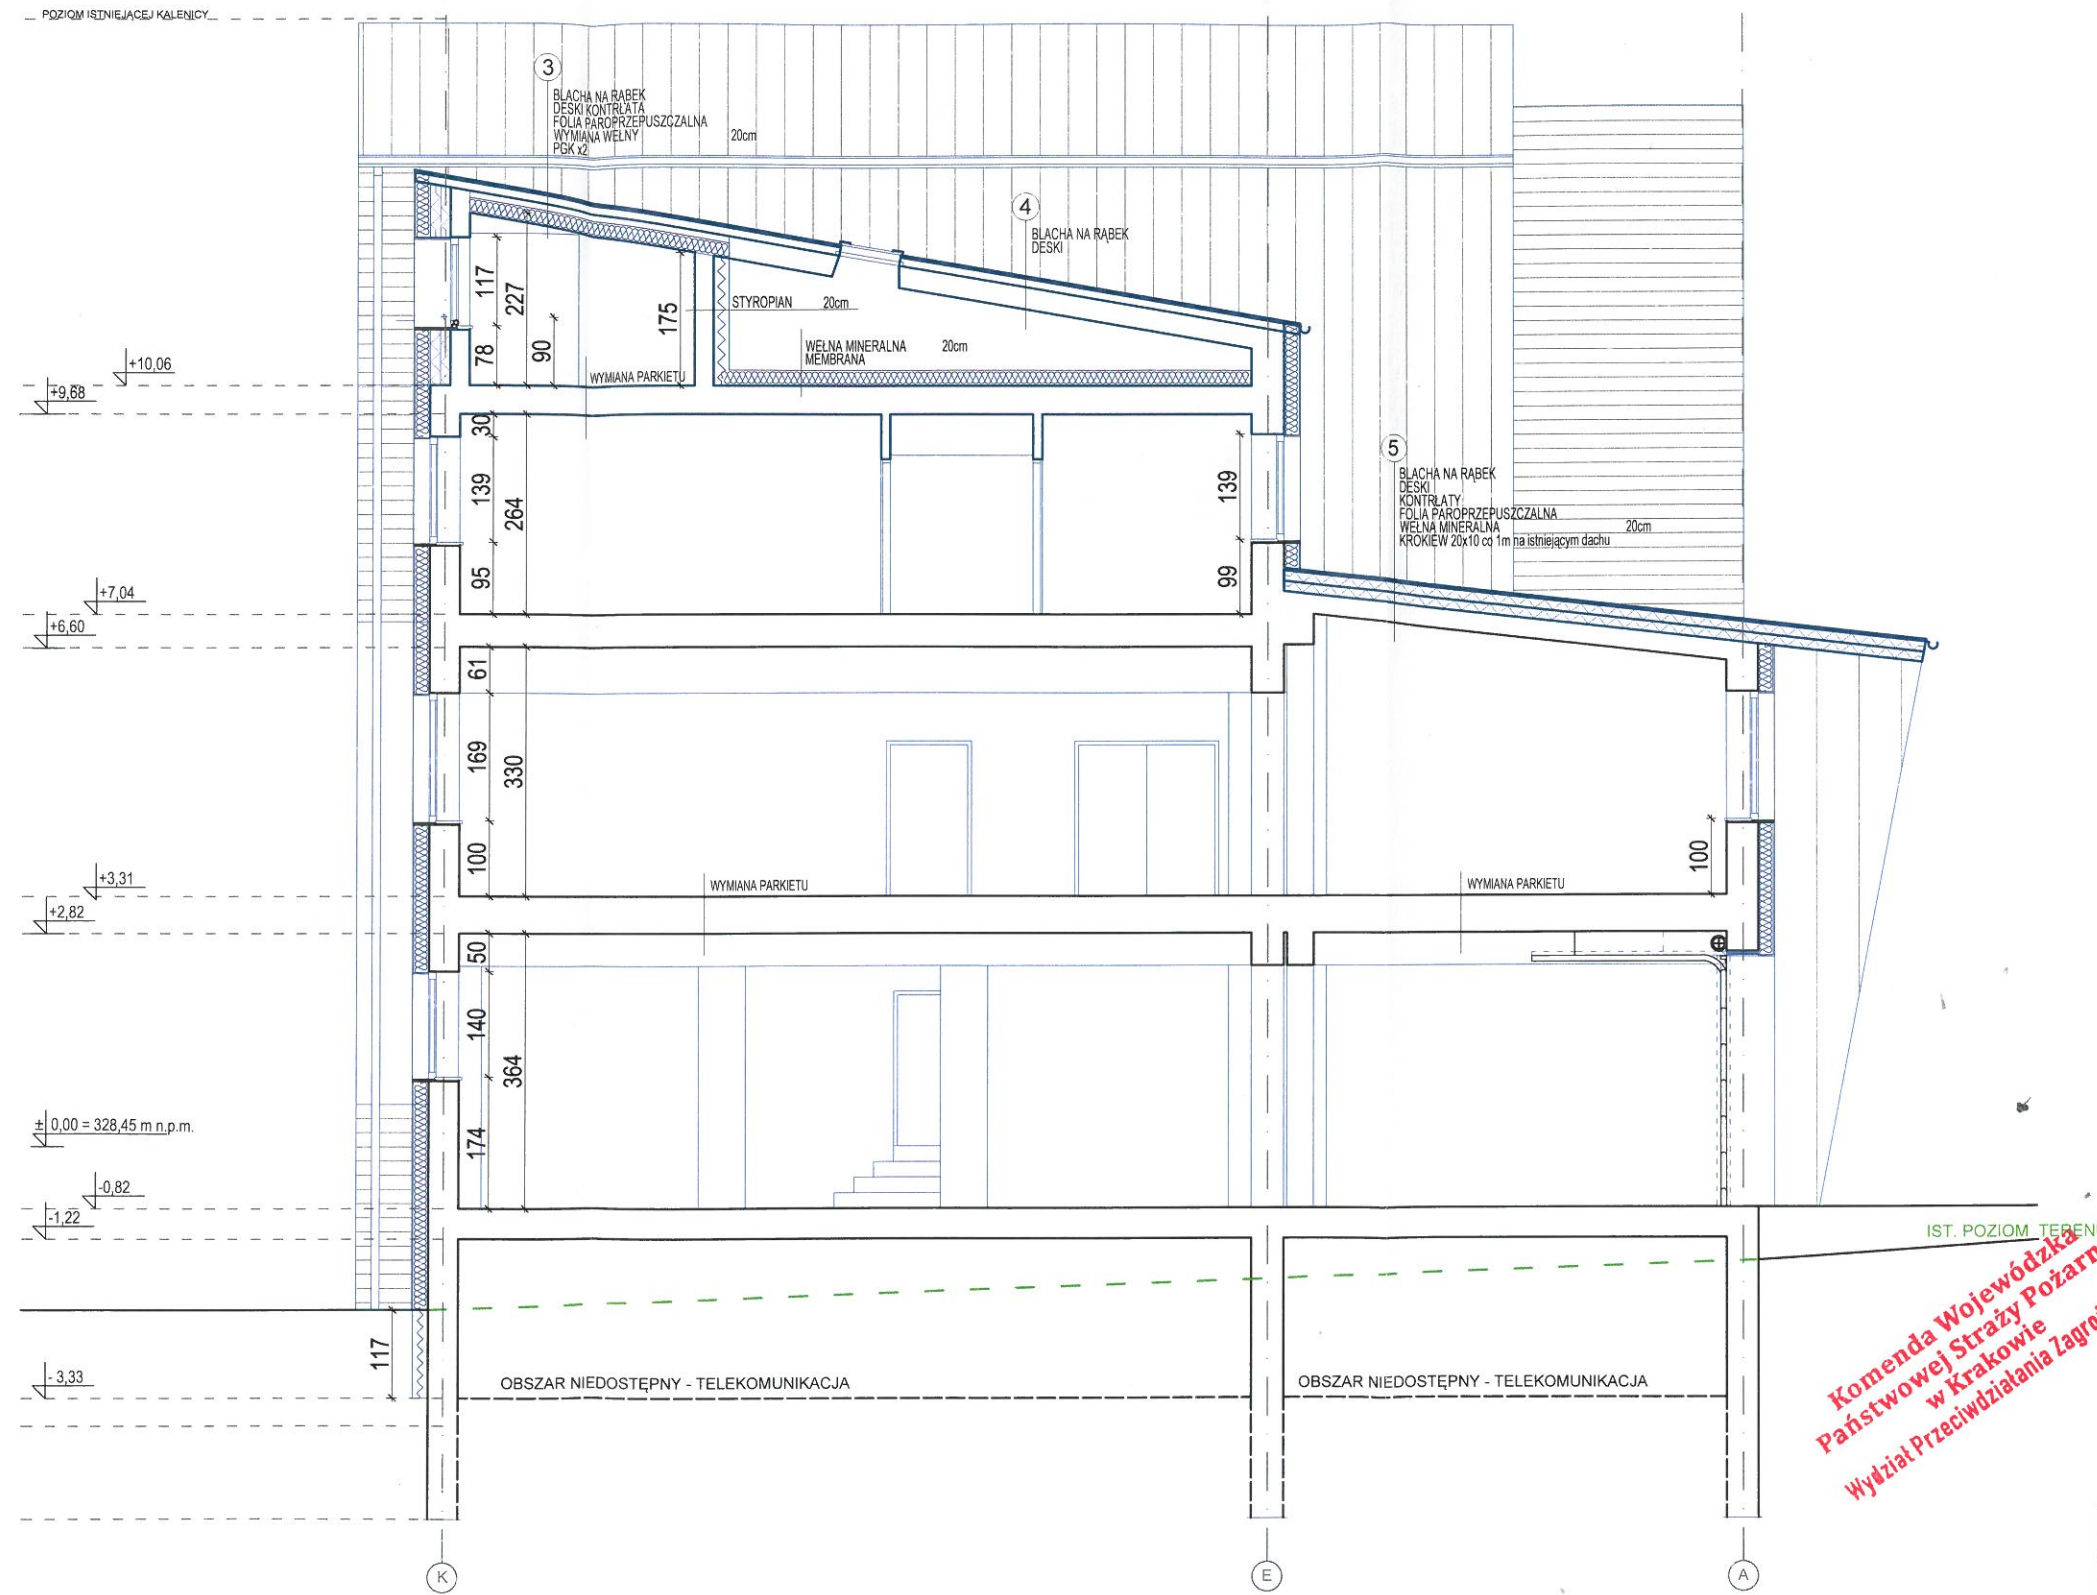 POZIOM ISTNIEJĄCEJ KALENICY
3
BLACHA NA RĄBEK
DESKI KONTRŁATA
FOLIA PAROPRZEPUSZCZALNA
WYMIANA WEŁNY 20cm
PGK x2
4
BLACHA NA RĄBEK
DESKI
117
227
175
78
90
STYROPIAN 20cm
WEŁNA MINERALNA 20cm
MEMBRANA
WYMIANA PARKIETU
+10,06
+9,68
30
139
264
95
139
99
5
BLACHA NA RĄBEK
DESKI
KONTRŁATY
FOLIA PAROPRZEPUSZCZALNA
WEŁNA MINERALNA 20cm
KROKIEW 20x10 co 1m na istniejącym dachu
+7,04
+6,60
61
169
330
100
100
WYMIANA PARKIETU
WYMIANA PARKIETU
+3,31
+2,82
50
140
364
174
± 0,00 = 328,45 m n.p.m.
-0,82
-1,22
IST. POZIOM TEREN
117
- 3,33
OBSZAR NIEDOSTĘPNY - TELEKOMUNIKACJA
OBSZAR NIEDOSTĘPNY - TELEKOMUNIKACJA
Komenda Wojewódzka
Państwowej Straży Pożarn
w Krakowie
Wydział Przeciwdziałania Zagro
K
E
A